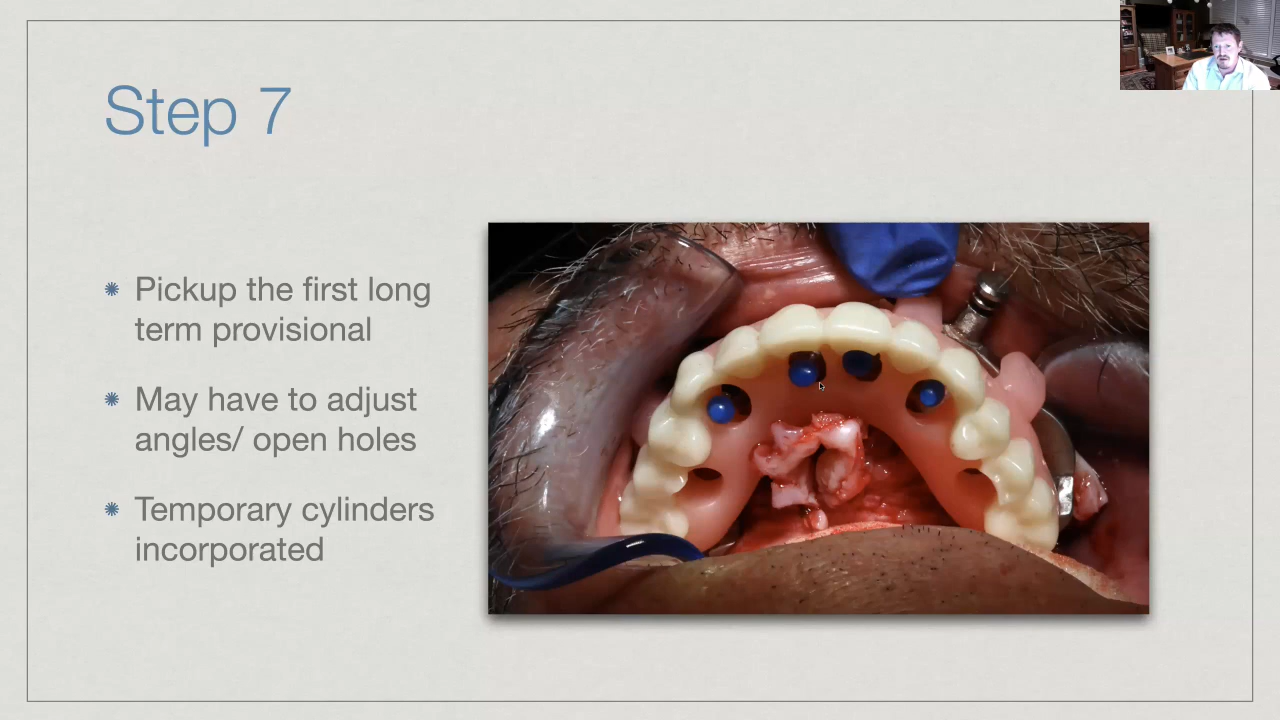 Step 7
Pickup the first long
term provisional
May have to adjust
angles/ open holes
Temporary cylinders
incorporated